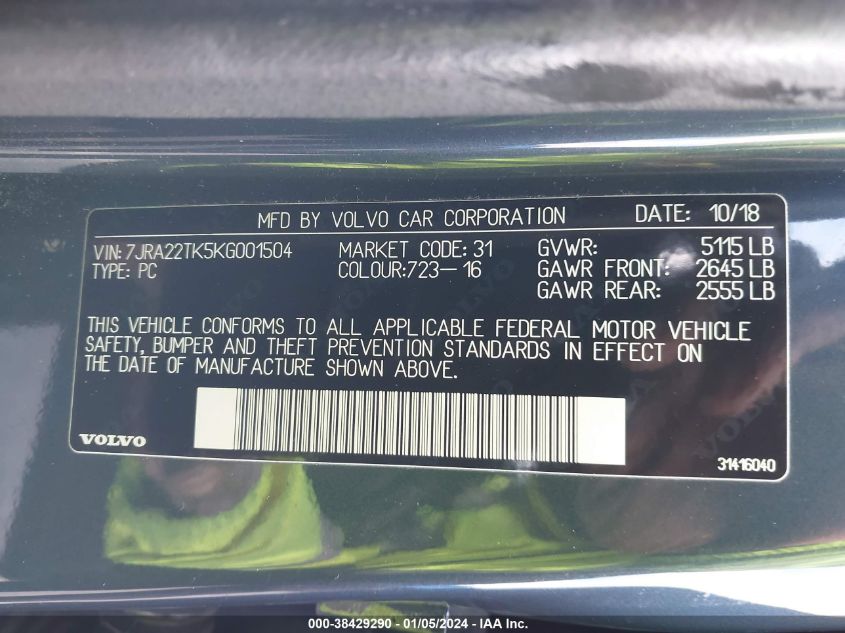 MFD BY VOLVO CAR CORPORATION DATE: 10/18
VIN: 7JRA22TK5KG001504 MARKET CODE: 31 GVWR: 5115 LB
TYPE: PC COLOUR:723-16 GAWR FRONT: 2645 LB
GAWR REAR: 2555 LB
THIS VEHICLE CONFORMS TO ALL APPLICABLE FEDERAL MOTOR VEHICLE
SAFETY, BUMPER AND THEFT PREVENTION STANDARDS IN EFFECT ON
THE DATE OF MANUFACTURE SHOWN ABOVE.
VOLVO
31416040
000-38429290 - 01/05/2024 - IAA, Inc.